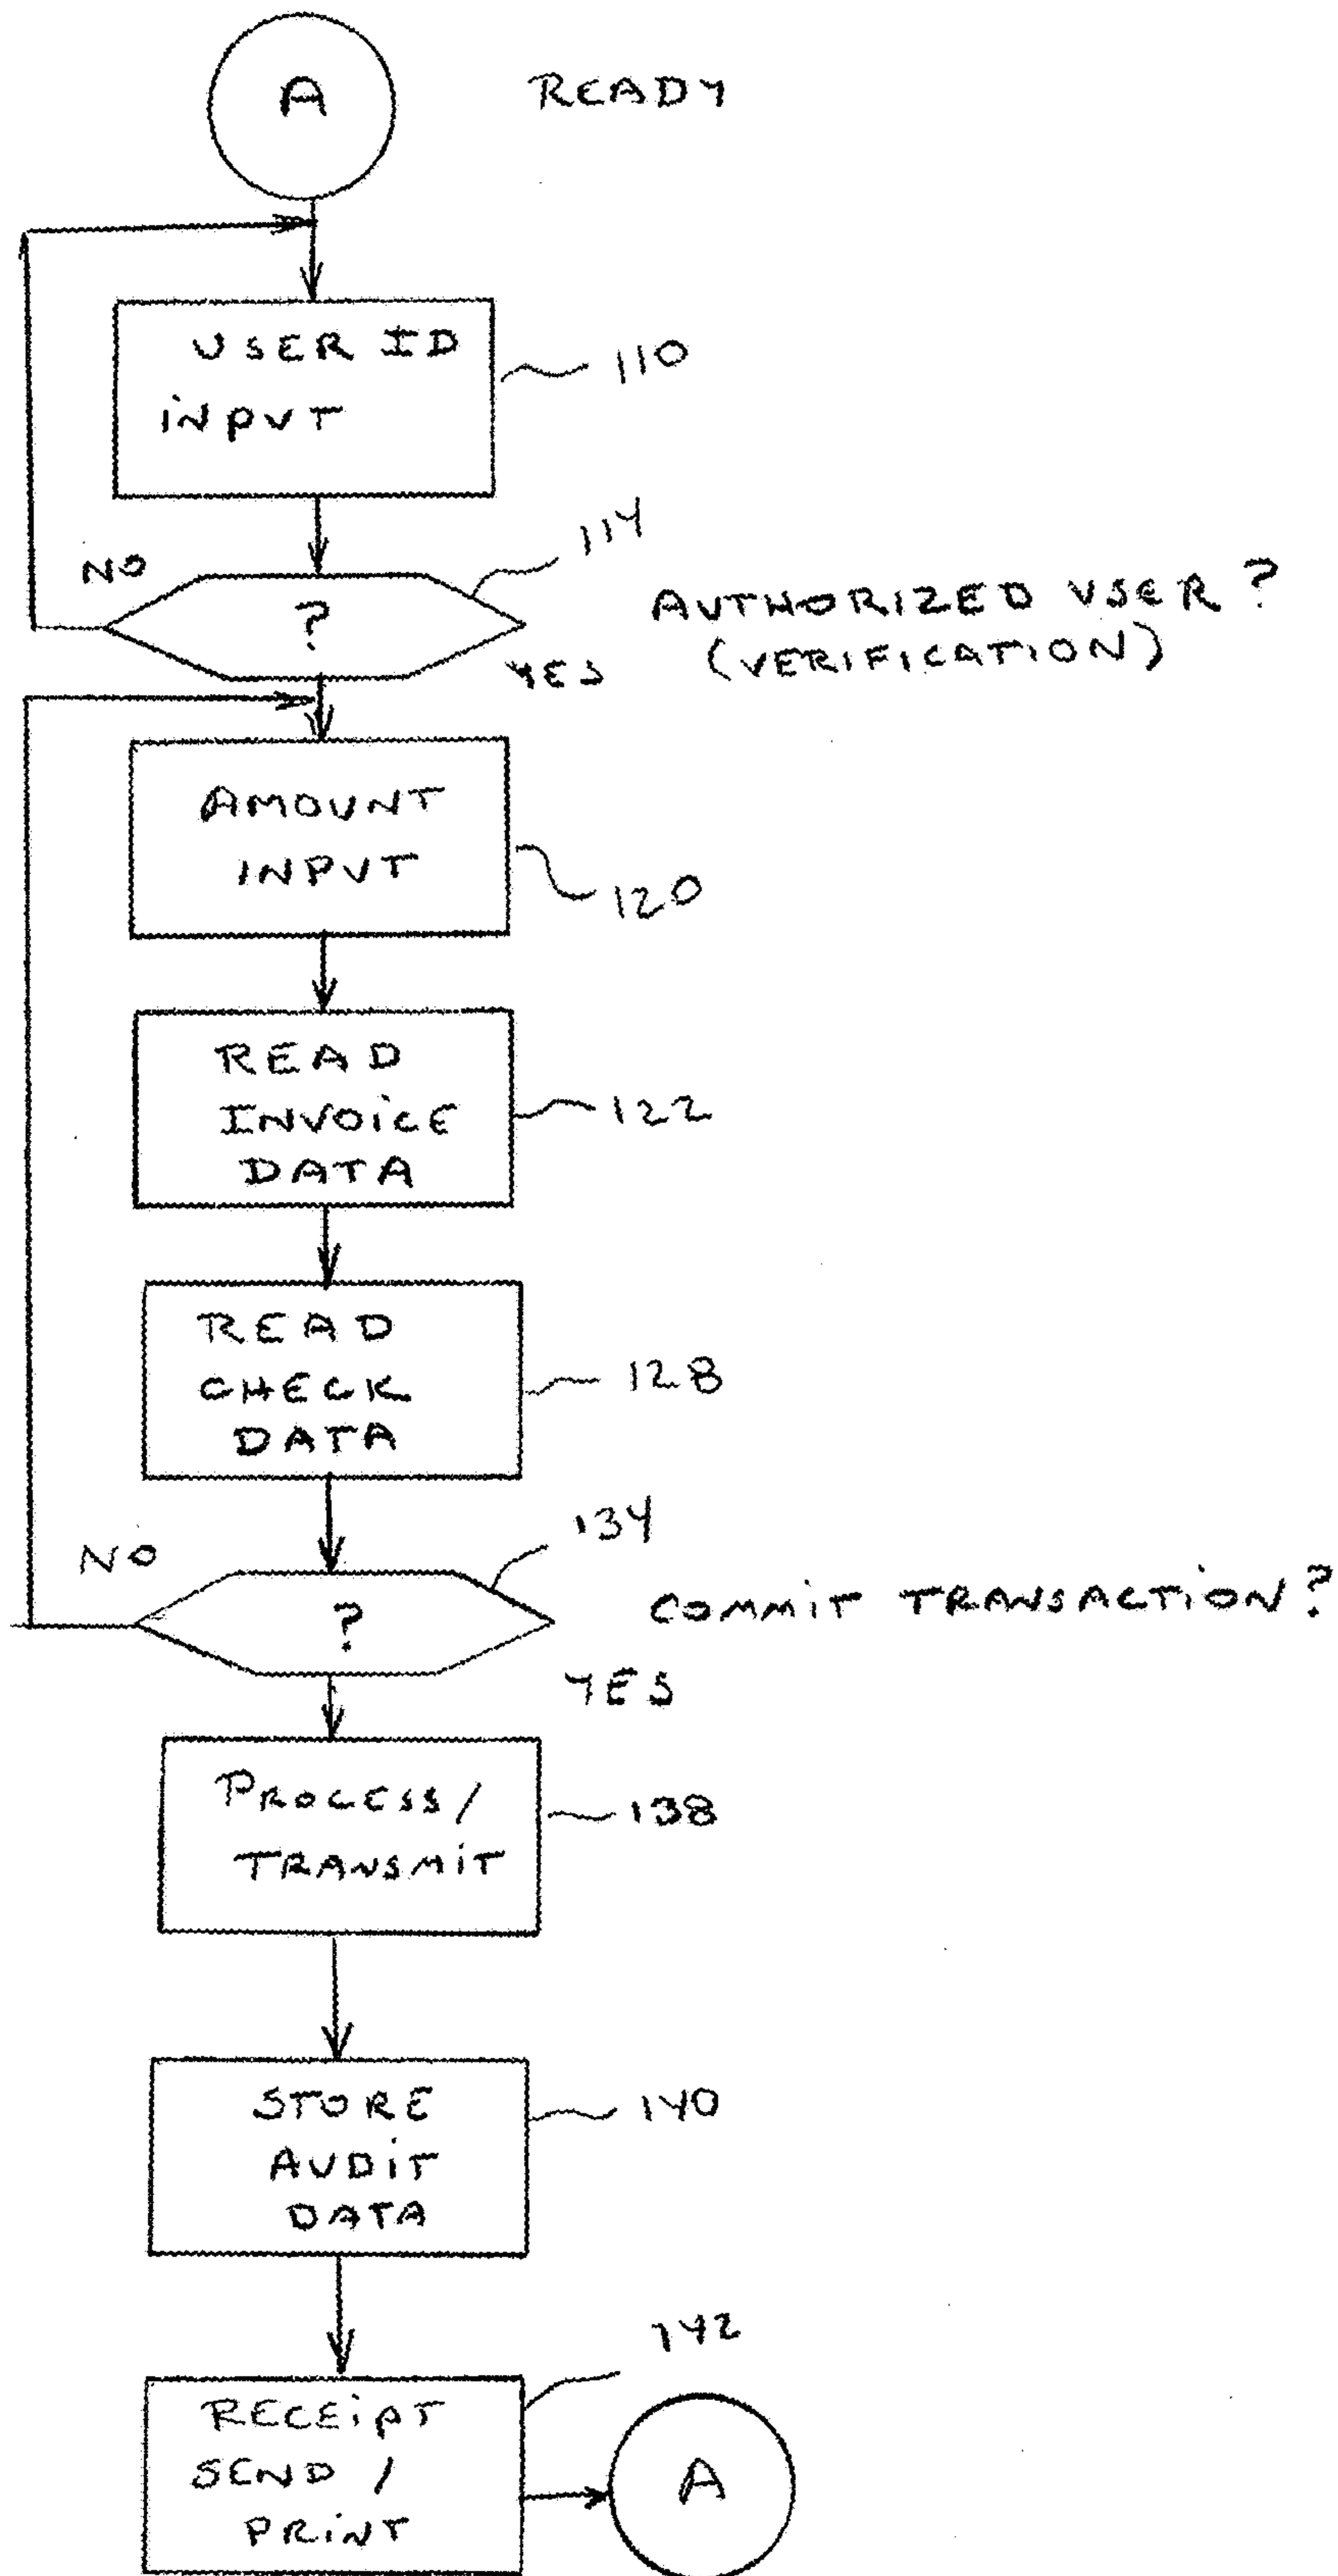 A
READY
USER ID
INPUT
110
NO
?
114
AUTHORIZED USER?
(VERIFICATION)
YES
AMOUNT
INPUT
120
READ
INVOICE
DATA
122
READ
CHECK
DATA
128
NO
?
134
COMMIT TRANSACTION?
YES
PROCESS/
TRANSMIT
138
STORE
AUDIT
DATA
140
142
RECEIPT
SEND /
PRINT
A